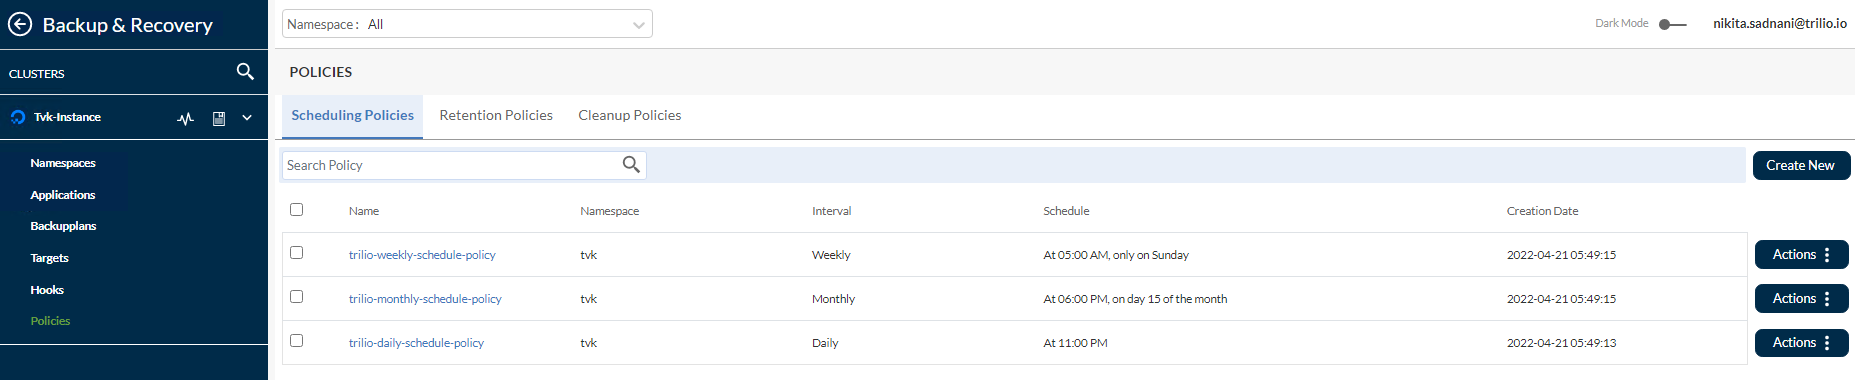 Backup & Recovery
Namespace : All
Dark Mode
nikita.sadnani@trilio.io
CLUSTERS
POLICIES
Tvk-Instance
Scheduling Policies Retention Policies Cleanup Policies
Namespaces
Applications
Backupplans
Targets
Hooks
Policies
Search Policy
Create New
Name Namespace Interval Schedule Creation Date
trilio-weekly-schedule-policy tvk Weekly At 05:00 AM, only on Sunday 2022-04-21 05:49:15 Actions
trilio-monthly-schedule-policy tvk Monthly At 06:00 PM, on day 15 of the month 2022-04-21 05:49:15 Actions
trilio-daily-schedule-policy tvk Daily At 11:00 PM 2022-04-21 05:49:13 Actions